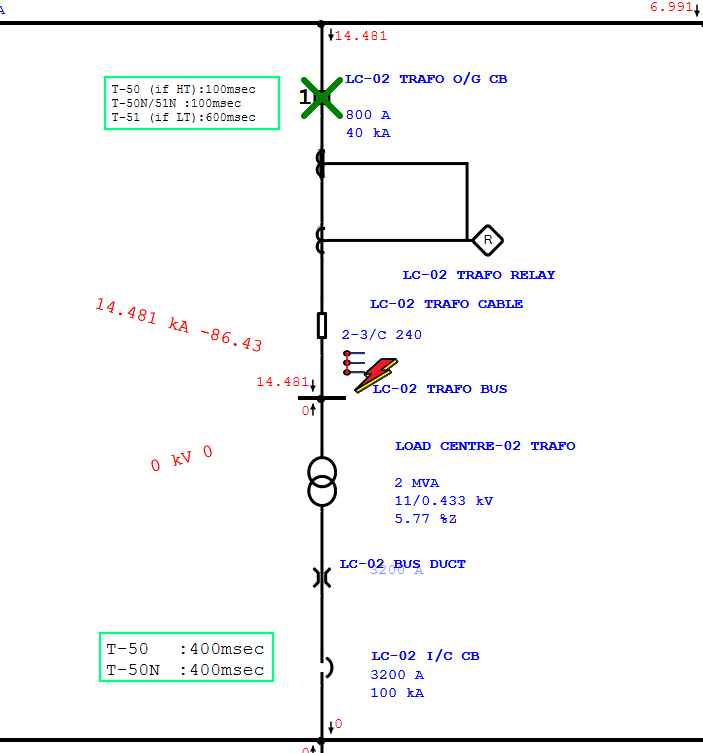 A
6.991
14.481
LC-02 TRAFO O/G CB
T-50 (if HT):100msec
T-50N/51N :100msec
T-51 (if LT):600msec
1
800 A
40 kA
R
LC-02 TRAFO RELAY
LC-02 TRAFO CABLE
14.481 kA -86.43
2-3/C 240
14.481
LC-02 TRAFO BUS
0
LOAD CENTRE-02 TRAFO
0 kV 0
2 MVA
11/0.433 kV
5.77 %Z
LC-02 BUS DUCT
3200 A
T-50 :400msec
T-50N :400msec
LC-02 I/C CB
3200 A
100 kA
0
0